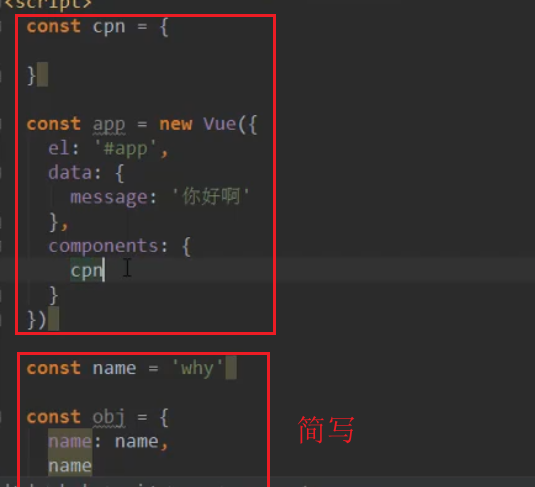 <script>
const cpn = {
}
const app = new Vue({
el: '#app',
data: {
message: '你好啊'
},
components: {
cpn
}
})
const name = 'why'
const obj = {
name: name,
name
简写